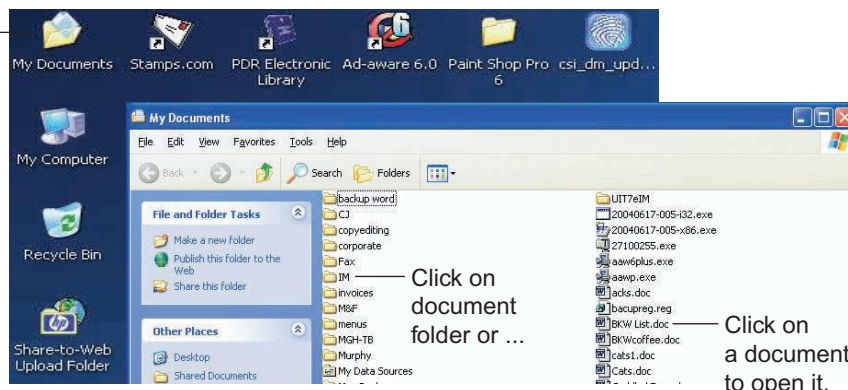 My Documents
Stamps.com
PDR Electronic
Library
Ad-aware 6.0
Paint Shop Pro
6
csi_dm_upd...
My Computer
Recycle Bin
Share-to-Web
Upload Folder
My Documents
File Edit View Favorites Tools Help
Back Search Folders
File and Folder Tasks
Make a new folder
Publish this folder to the
Web
Share this folder
Other Places
Desktop
Shared Documents
backup word
CJ
copyediting
corporate
Fax
IM
invoices
M&F
menus
MGH-TB
Murphy
My Data Sources
Click on
document
folder or ...
UIT7eIM
20040617-005-i32.exe
20040617-005-x86.exe
27100255.exe
aaw6plus.exe
aawp.exe
acks.doc
bacupreg.reg
BKW List.doc
BKWcoffee.doc
cats1.doc
Cats.doc
Click on
a document
to open it.